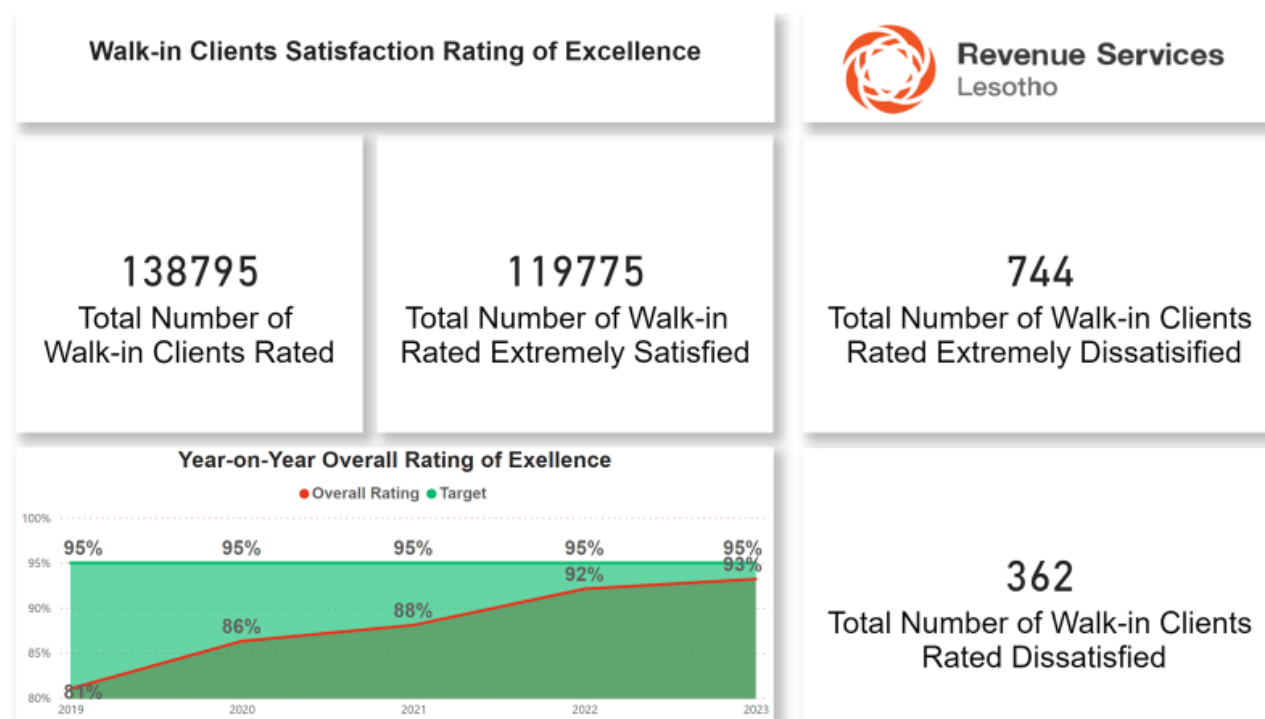 Walk-in Clients Satisfaction Rating of Excellence
Revenue Services
Lesotho
138795
Total Number of
Walk-in Clients Rated
119775
Total Number of Walk-in
Rated Extremely Satisfied
744
Total Number of Walk-in Clients
Rated Extremely Dissatisified
Year-on-Year Overall Rating of Exellence
Overall Rating Target
100%
95%
90%
85%
80%
95% 95% 95% 95% 95%
81% 86% 88% 92% 93%
2019 2020 2021 2022 2023
362
Total Number of Walk-in Clients
Rated Dissatisfied